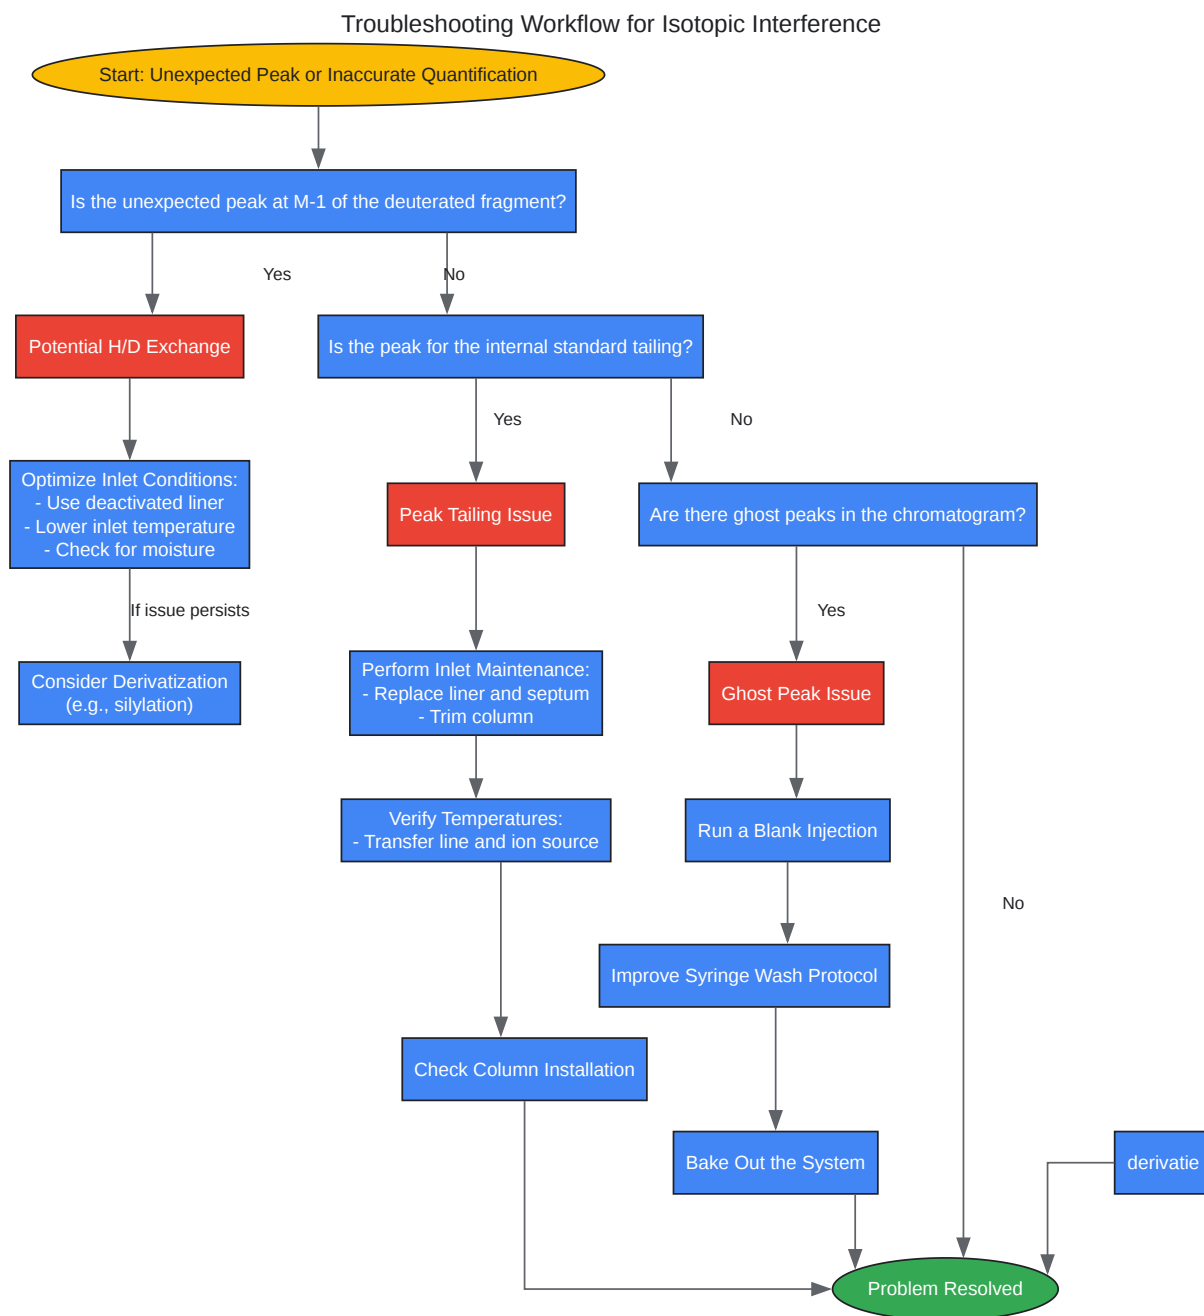 Troubleshooting Workflow for Isotopic Interference
Start: Unexpected Peak or Inaccurate Quantification
Is the unexpected peak at M-1 of the deuterated fragment?
Yes
No
Potential H/D Exchange
Is the peak for the internal standard tailing?
Yes
No
Optimize Inlet Conditions:
- Use deactivated liner
- Lower inlet temperature
- Check for moisture
Peak Tailing Issue
Are there ghost peaks in the chromatogram?
If issue persists
Yes
Consider Derivatization
(e.g., silylation)
Perform Inlet Maintenance:
- Replace liner and septum
- Trim column
Ghost Peak Issue
Verify Temperatures:
- Transfer line and ion source
Run a Blank Injection
No
Improve Syringe Wash Protocol
Check Column Installation
Bake Out the System
derivatie
Problem Resolved